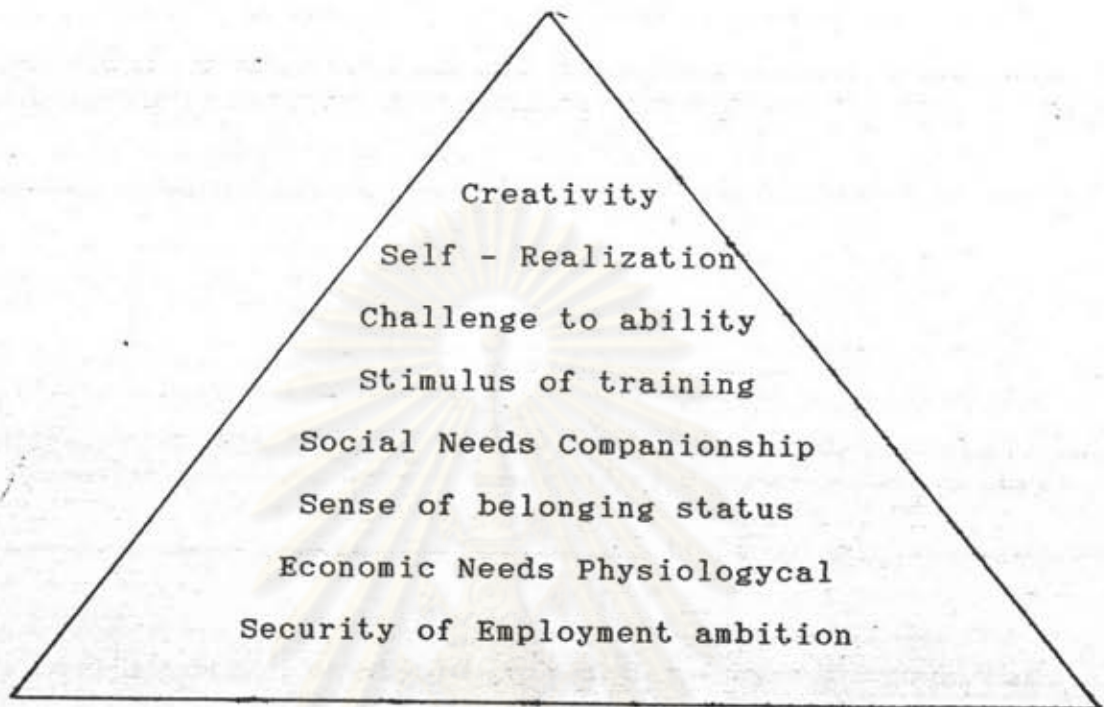 Creativity
Self - Realization
Challenge to ability
Stimulus of training
Social Needs Companionship
Sense of belonging status
Economic Needs Physiologycal
Security of Employment ambition